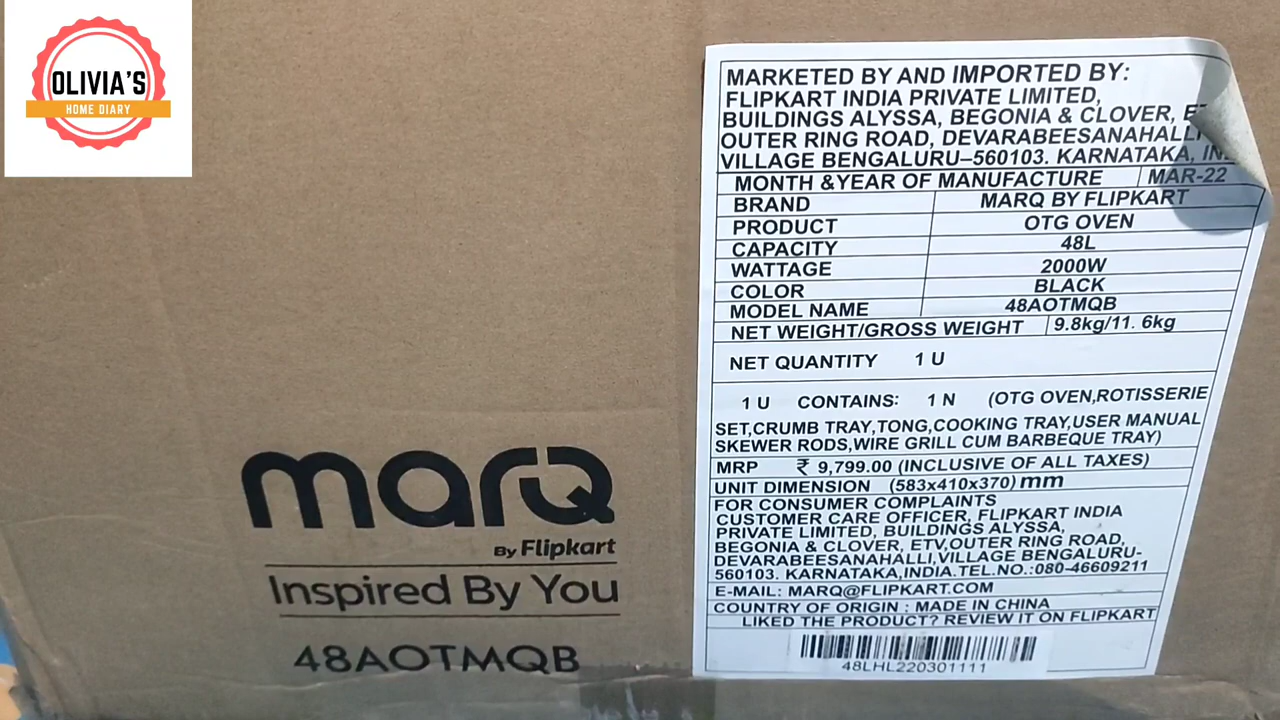 OLIVIA'S
HOME DIARY
MARKETED BY AND IMPORTED BY:
FLIPKART INDIA PRIVATE LIMITED,
BUILDINGS ALYSSA, BEGONIA & CLOVER,
OUTER RING ROAD, DEVARABEESANAHALLI
VILLAGE BENGALURU–560103. KARNATAKA,
MONTH &YEAR OF MANUFACTURE MAR-22
BRAND MARQ BY FLIPKART
PRODUCT OTG OVEN
CAPACITY 48L
WATTAGE 2000W
COLOR BLACK
MODEL NAME 48AOTMQB
NET WEIGHT/GROSS WEIGHT 9.8kg/11. 6kg
NET QUANTITY 1 U
1 U CONTAINS: 1 N (OTG OVEN,ROTISSERIE
SET,CRUMB TRAY,TONG,COOKING TRAY,USER MANUAL
SKEWER RODS,WIRE GRILL CUM BARBEQUE TRAY)
MRP ₹ 9,799.00 (INCLUSIVE OF ALL TAXES)
UNIT DIMENSION (583x410x370)mm
FOR CONSUMER COMPLAINTS
CUSTOMER CARE OFFICER, FLIPKART INDIA
PRIVATE LIMITED, BUILDINGS ALYSSA,
BEGONIA & CLOVER, ETV,OUTER RING ROAD,
DEVARABEESANAHALLI,VILLAGE BENGALURU-
560103. KARNATAKA,INDIA.TEL.NO.:080-46609211
E-MAIL: MARQ@FLIPKART.COM
COUNTRY OF ORIGIN : MADE IN CHINA
LIKED THE PRODUCT? REVIEW IT ON FLIPKART
48LHL220301111
marq
By Flipkart
Inspired By You
48AOTMQB